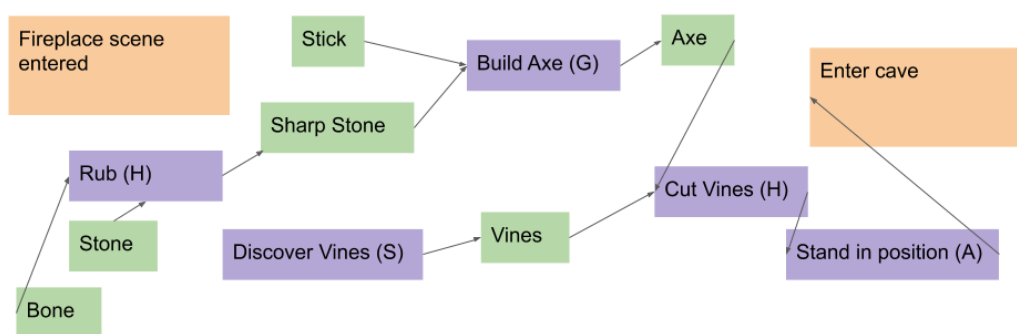 Fireplace scene
entered
Stick
Build Axe (G)
Axe
Enter cave
Sharp Stone
Rub (H)
Cut Vines (H)
Stone
Discover Vines (S)
Vines
Stand in position (A)
Bone